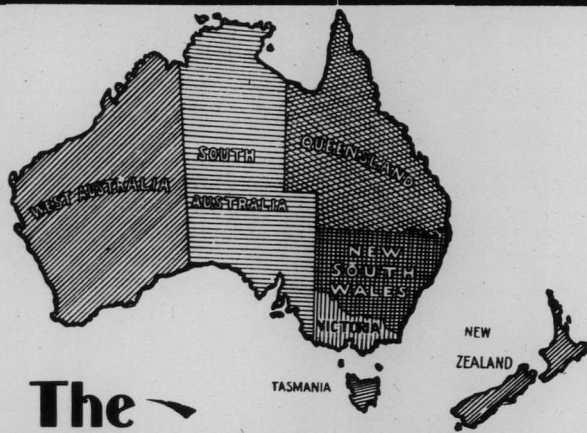 SOUTH
QUEENSLAND
WEST AUSTRALIA
AUSTRALIA
NEW
SOUTH
WALES
VICTORIA
NEW
ZEALAND
TASMANIA
The